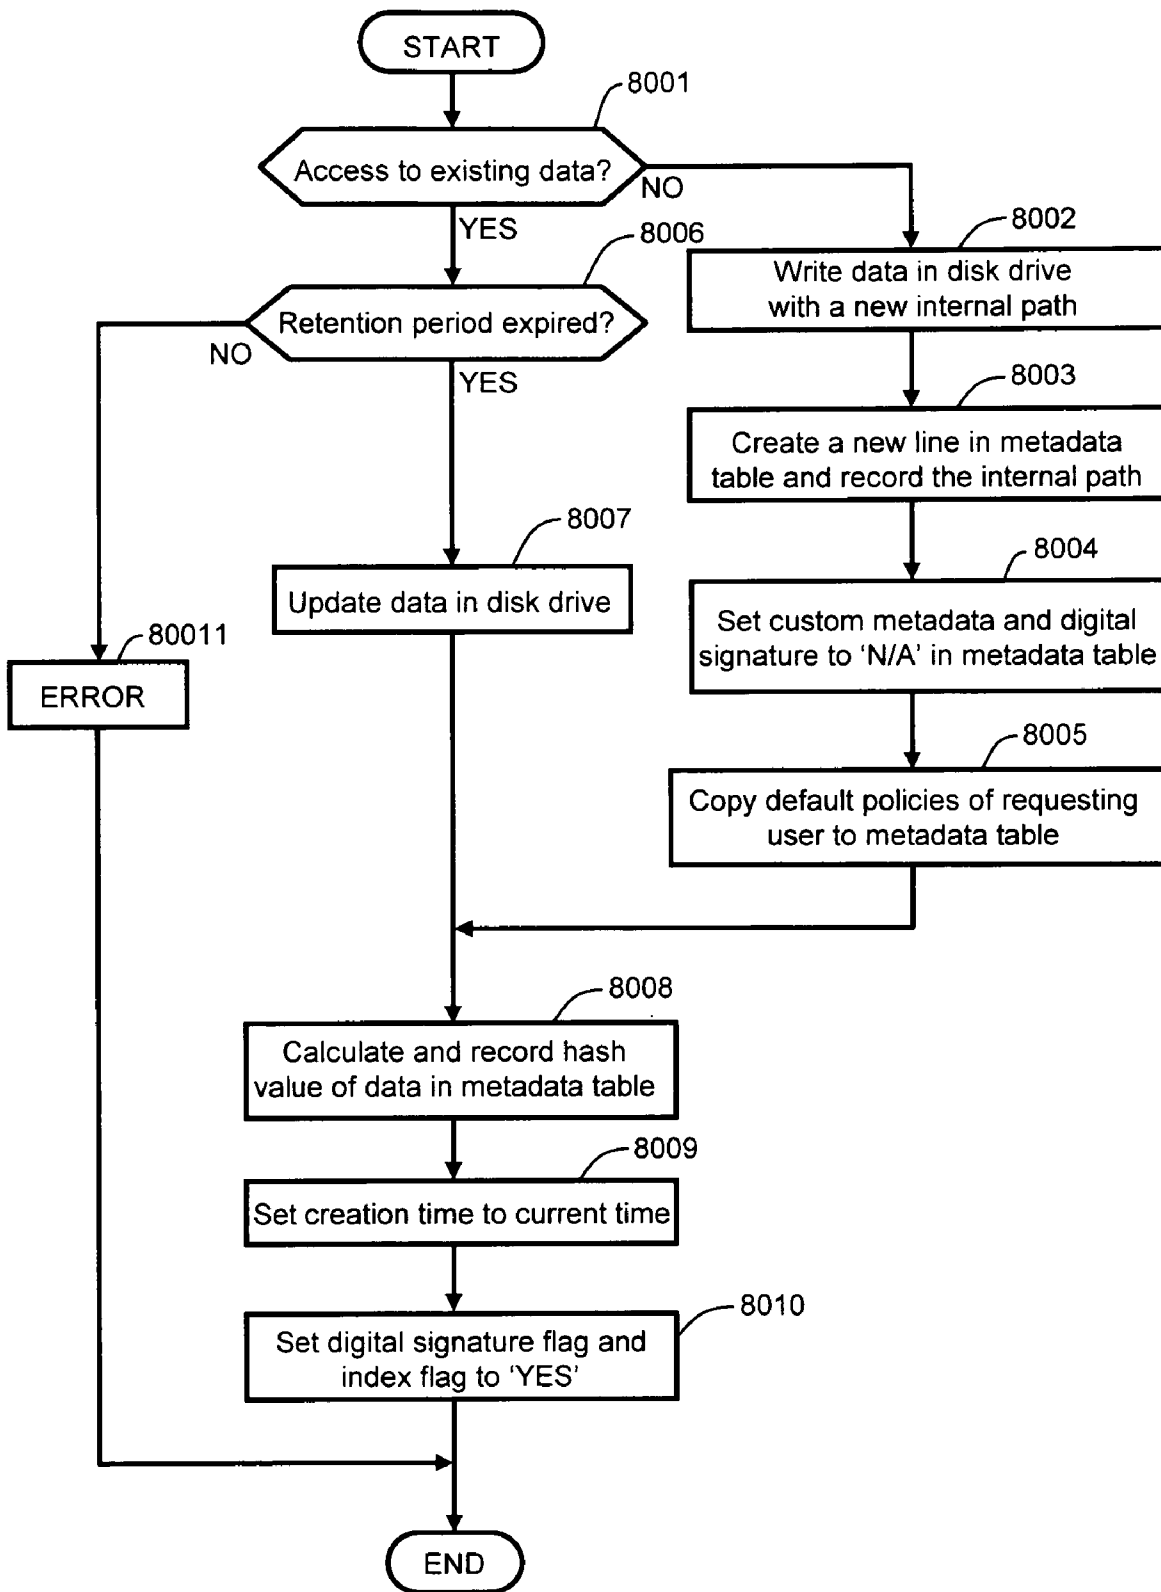 START
8001
Access to existing data?
NO
YES
8002
Write data in disk drive
with a new internal path
8006
Retention period expired?
NO
YES
8003
Create a new line in metadata
table and record the internal path
8007
Update data in disk drive
8004
Set custom metadata and digital
signature to ‘N/A’ in metadata table
80011
ERROR
8005
Copy default policies of requesting
user to metadata table
8008
Calculate and record hash
value of data in metadata table
8009
Set creation time to current time
8010
Set digital signature flag and
index flag to ‘YES’
END